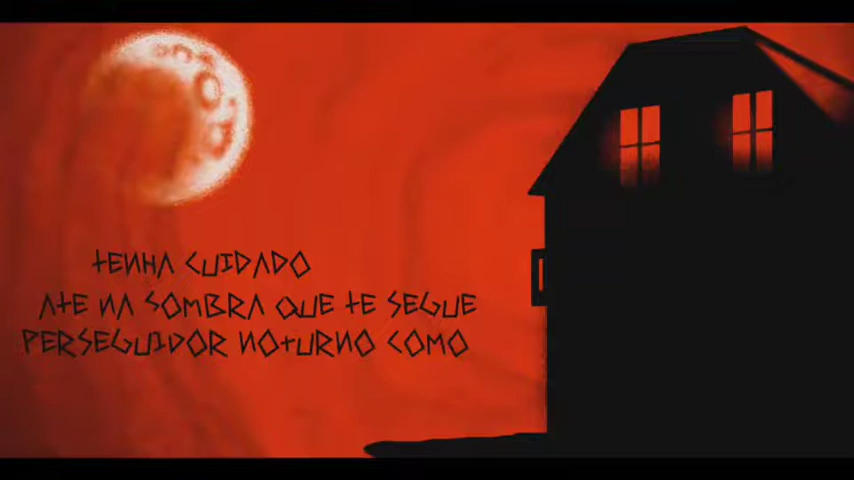 TENHA CUIDADO
ATE NA SOMBRA QUE TE SEGUE
PERSEGUIDOR NOTURNO COMO